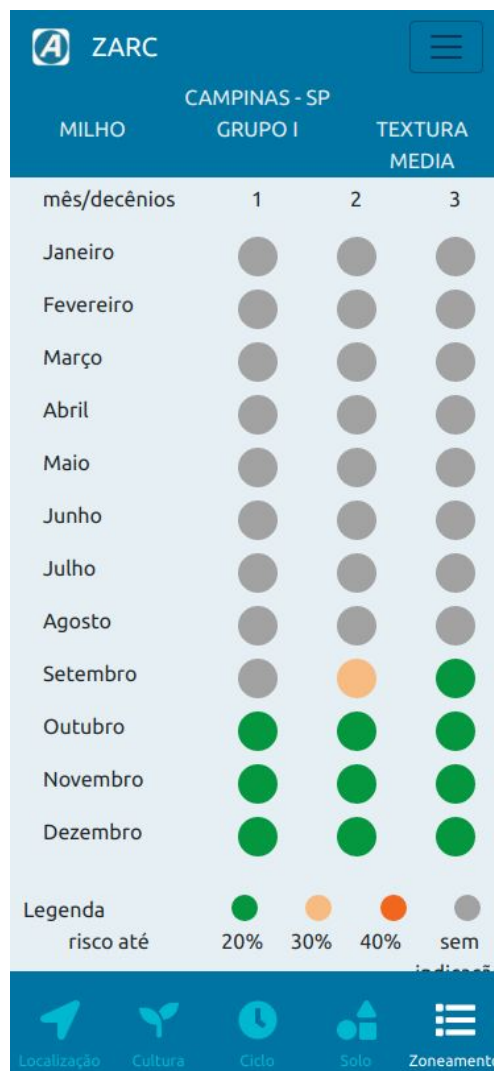 ZARC
CAMPINAS - SP
MILHO GRUPO I TEXTURA
MEDIA
mês/decênios 1 2 3
Janeiro
Fevereiro
Março
Abril
Maio
Junho
Julho
Agosto
Setembro
Outubro
Novembro
Dezembro
Legenda
risco até 20% 30% 40% sem
Localização Cultura Ciclo Solo Zoneamento